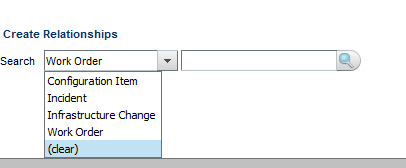 Create Relationships
Search Work Order
Configuration Item
Incident
Infrastructure Change
Work Order
(clear)